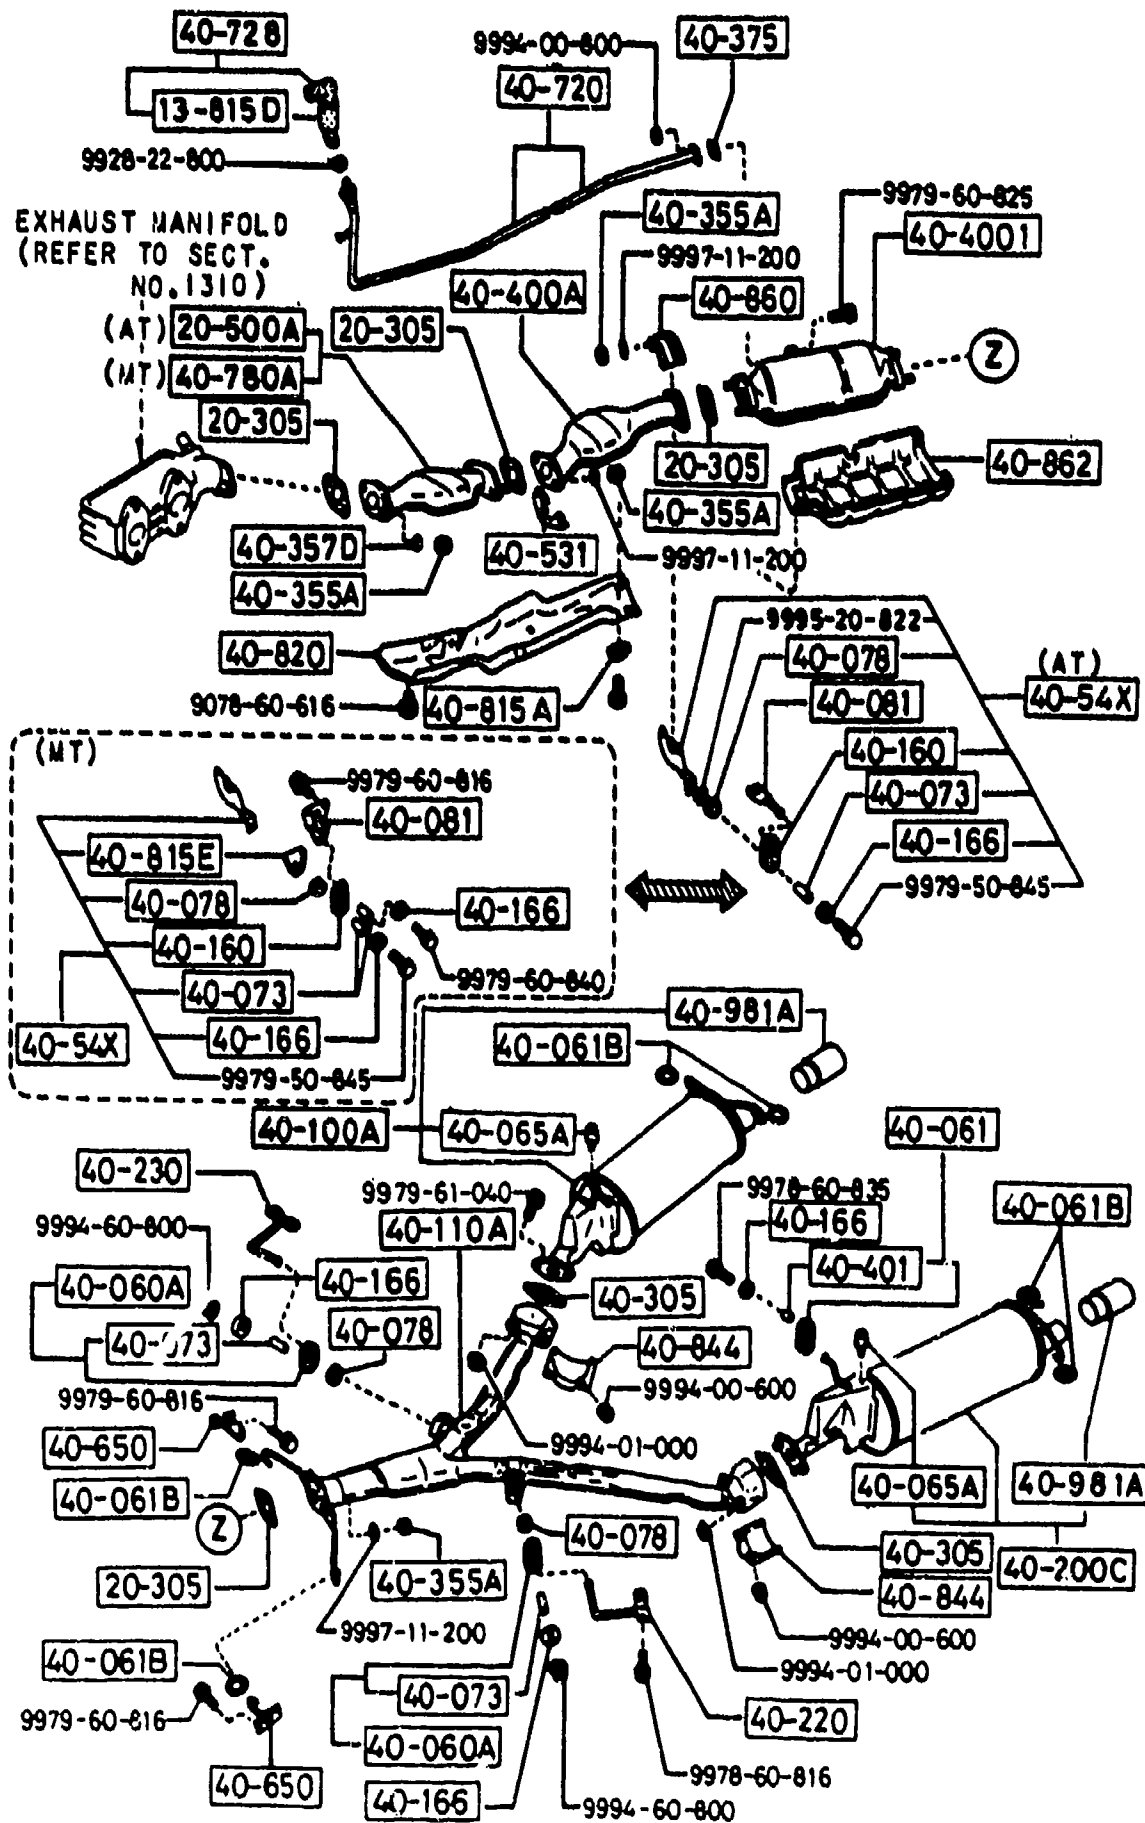 40-728
9994-00-800
40-375
40-720
13-815D
9928-22-800
EXHAUST MANIFOLD
(REFER TO SECT.
NO.1310)
40-355A
9979-60-825
40-4001
9997-11-200
40-400A
40-860
(AT) 20-500A
20-305
(MT) 40-780A
Z
20-305
20-305
40-862
40-355A
40-357D
40-531
9997-11-200
40-355A
9995-20-822
40-820
40-078
(AT)
40-54X
9078-60-616
40-815A
40-081
(MT)
40-160
9979-60-816
40-073
40-081
40-815E
40-166
40-078
9979-50-845
40-166
40-160
9979-60-840
40-073
40-981A
40-54X
40-166
40-061B
9979-50-845
40-100A
40-065A
40-061
40-230
9979-61-040
9978-60-835
40-061B
9994-60-800
40-110A
40-166
40-060A
40-166
40-401
40-305
40-073
40-078
40-844
9994-00-600
9979-60-816
40-650
9994-01-000
40-061B
40-065A
40-981A
Z
40-078
40-305
40-200C
20-305
40-355A
40-844
9997-11-200
9994-00-600
40-061B
9994-01-000
40-073
9979-60-816
40-220
40-060A
40-650
9978-60-816
40-166
9994-60-800